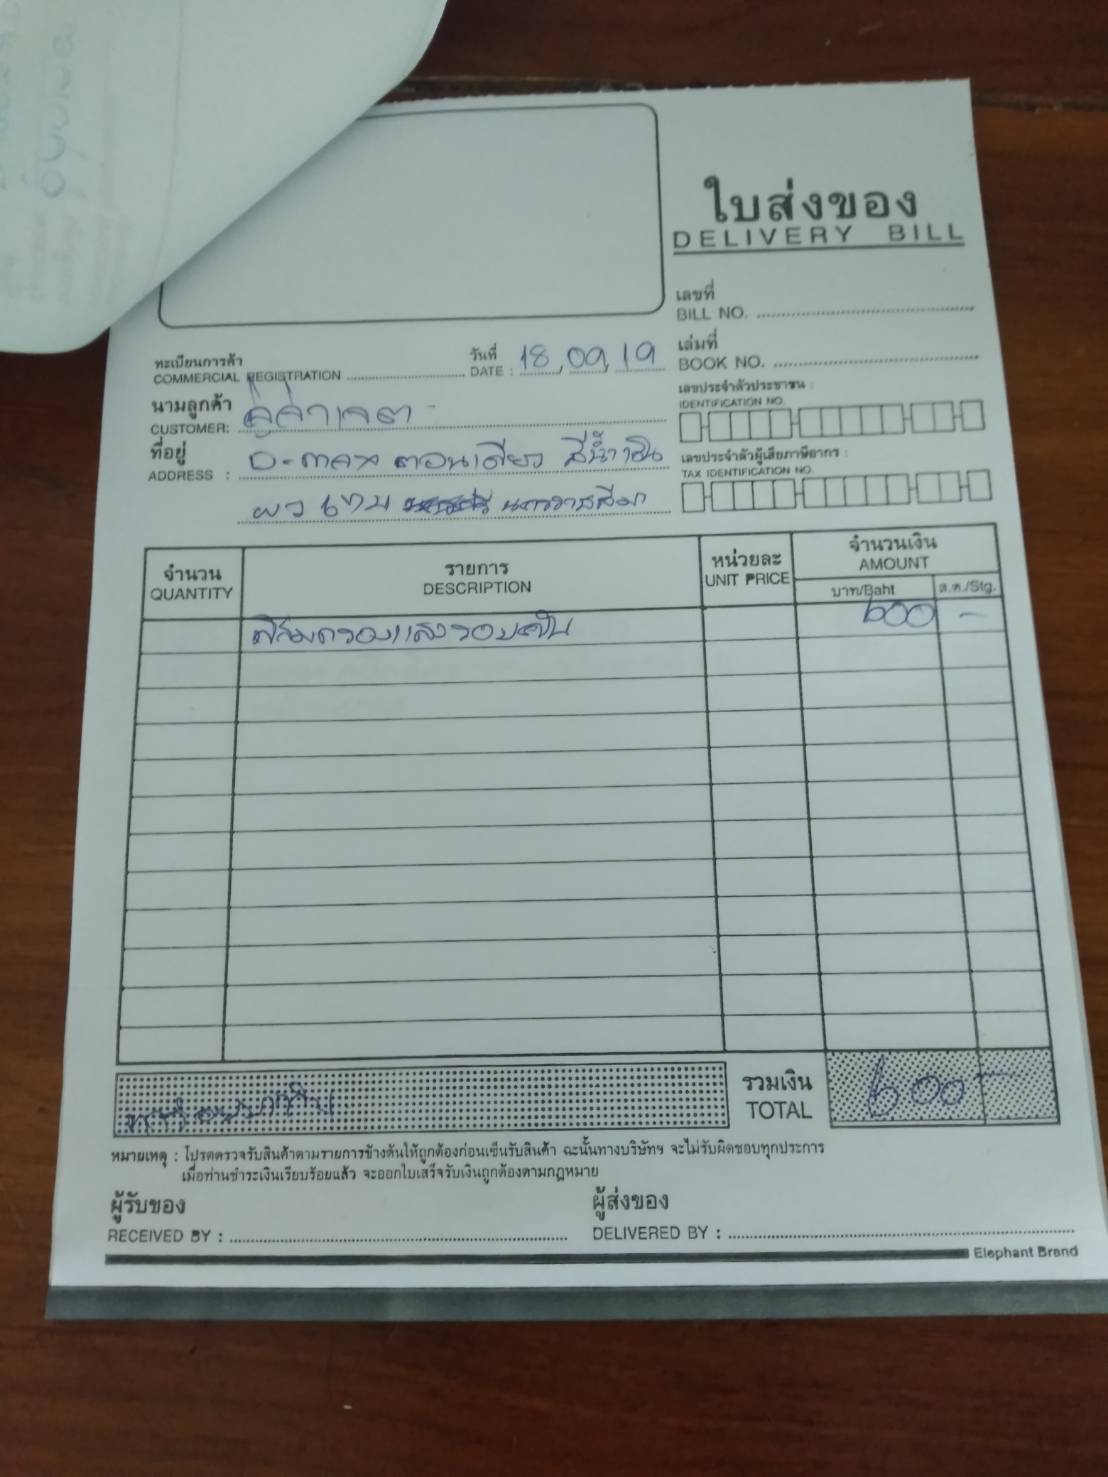 ใบส่งของ
DELIVERY BILL
เลขที่
BILL NO.
ทะเบียนการค้า
COMMERCIAL REGISTRATION
วันที่
DATE : 18,09,19
เล่มที่
BOOK NO.
นามลูกค้า
CUSTOMER:
เลขประจำตัวประชาชน :
IDENTIFICATION NO.
ที่อยู่
ADDRESS : D-max ตอนเดียว สีน้ำเงิน
เลขประจำตัวผู้เสียภาษีอากร :
TAX IDENTIFICATION NO.
นครราชสีมา
จำนวน
QUANTITY
รายการ
DESCRIPTION
หน่วยละ
UNIT PRICE
จำนวนเงิน
AMOUNT
บาท/Baht
ส.ต./Stg.
600 -
รวมเงิน
TOTAL
600 -
หมายเหตุ : โปรดตรวจรับสินค้าตามรายการข้างต้นให้ถูกต้องก่อนเซ็นรับสินค้า ฉะนั้นทางบริษัทฯ จะไม่รับผิดชอบทุกประการ
เมื่อท่านชำระเงินเรียบร้อยแล้ว จะออกใบเสร็จรับเงินถูกต้องตามกฎหมาย
ผู้รับของ
RECEIVED BY :
ผู้ส่งของ
DELIVERED BY :
Elephant Brand